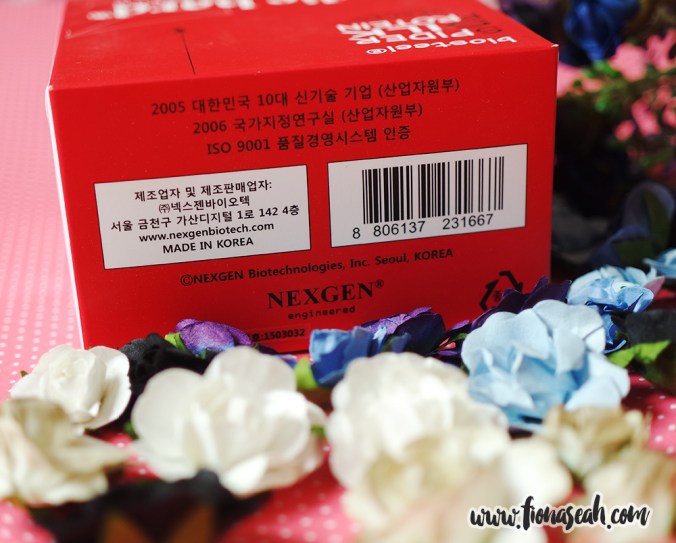 biosteel®
2005 대한민국 10대 신기술 기업 (산업자원부)
2006 국가지정연구실 (산업자원부)
ISO 9001 품질경영시스템 인증
제조업자 및 제조판매업자:
㈜넥스젠바이오텍
서울 금천구 가산디지털 1로 142 4층
www.nexgenbiotech.com
MADE IN KOREA
8 806137 231667
©NEXGEN Biotechnologies, Inc. Seoul, KOREA
NEXGEN®
engineered
:1503032
www.fionaseah.com